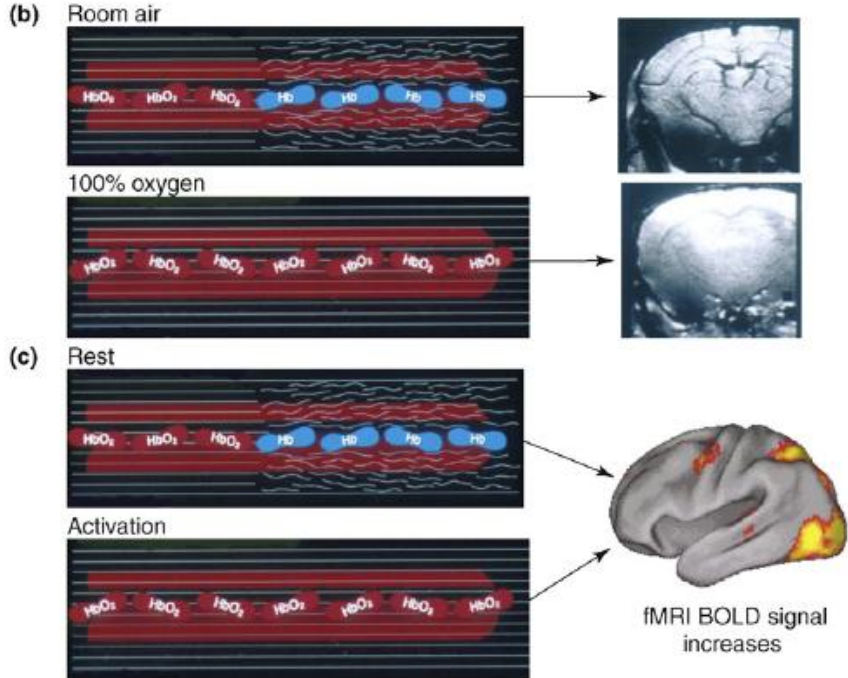 (b) Room air
HbO₂ HbO₂ HbO₂ Hb Hb Hb Hb
100% oxygen
HbO₂ HbO₂ HbO₂ HbO₂ HbO₂ HbO₂ HbO₂
(c) Rest
HbO₂ HbO₂ HbO₂ Hb Hb Hb Hb
Activation
HbO₂ HbO₂ HbO₂ HbO₂ HbO₂ HbO₂ HbO₂
fMRI BOLD signal
increases